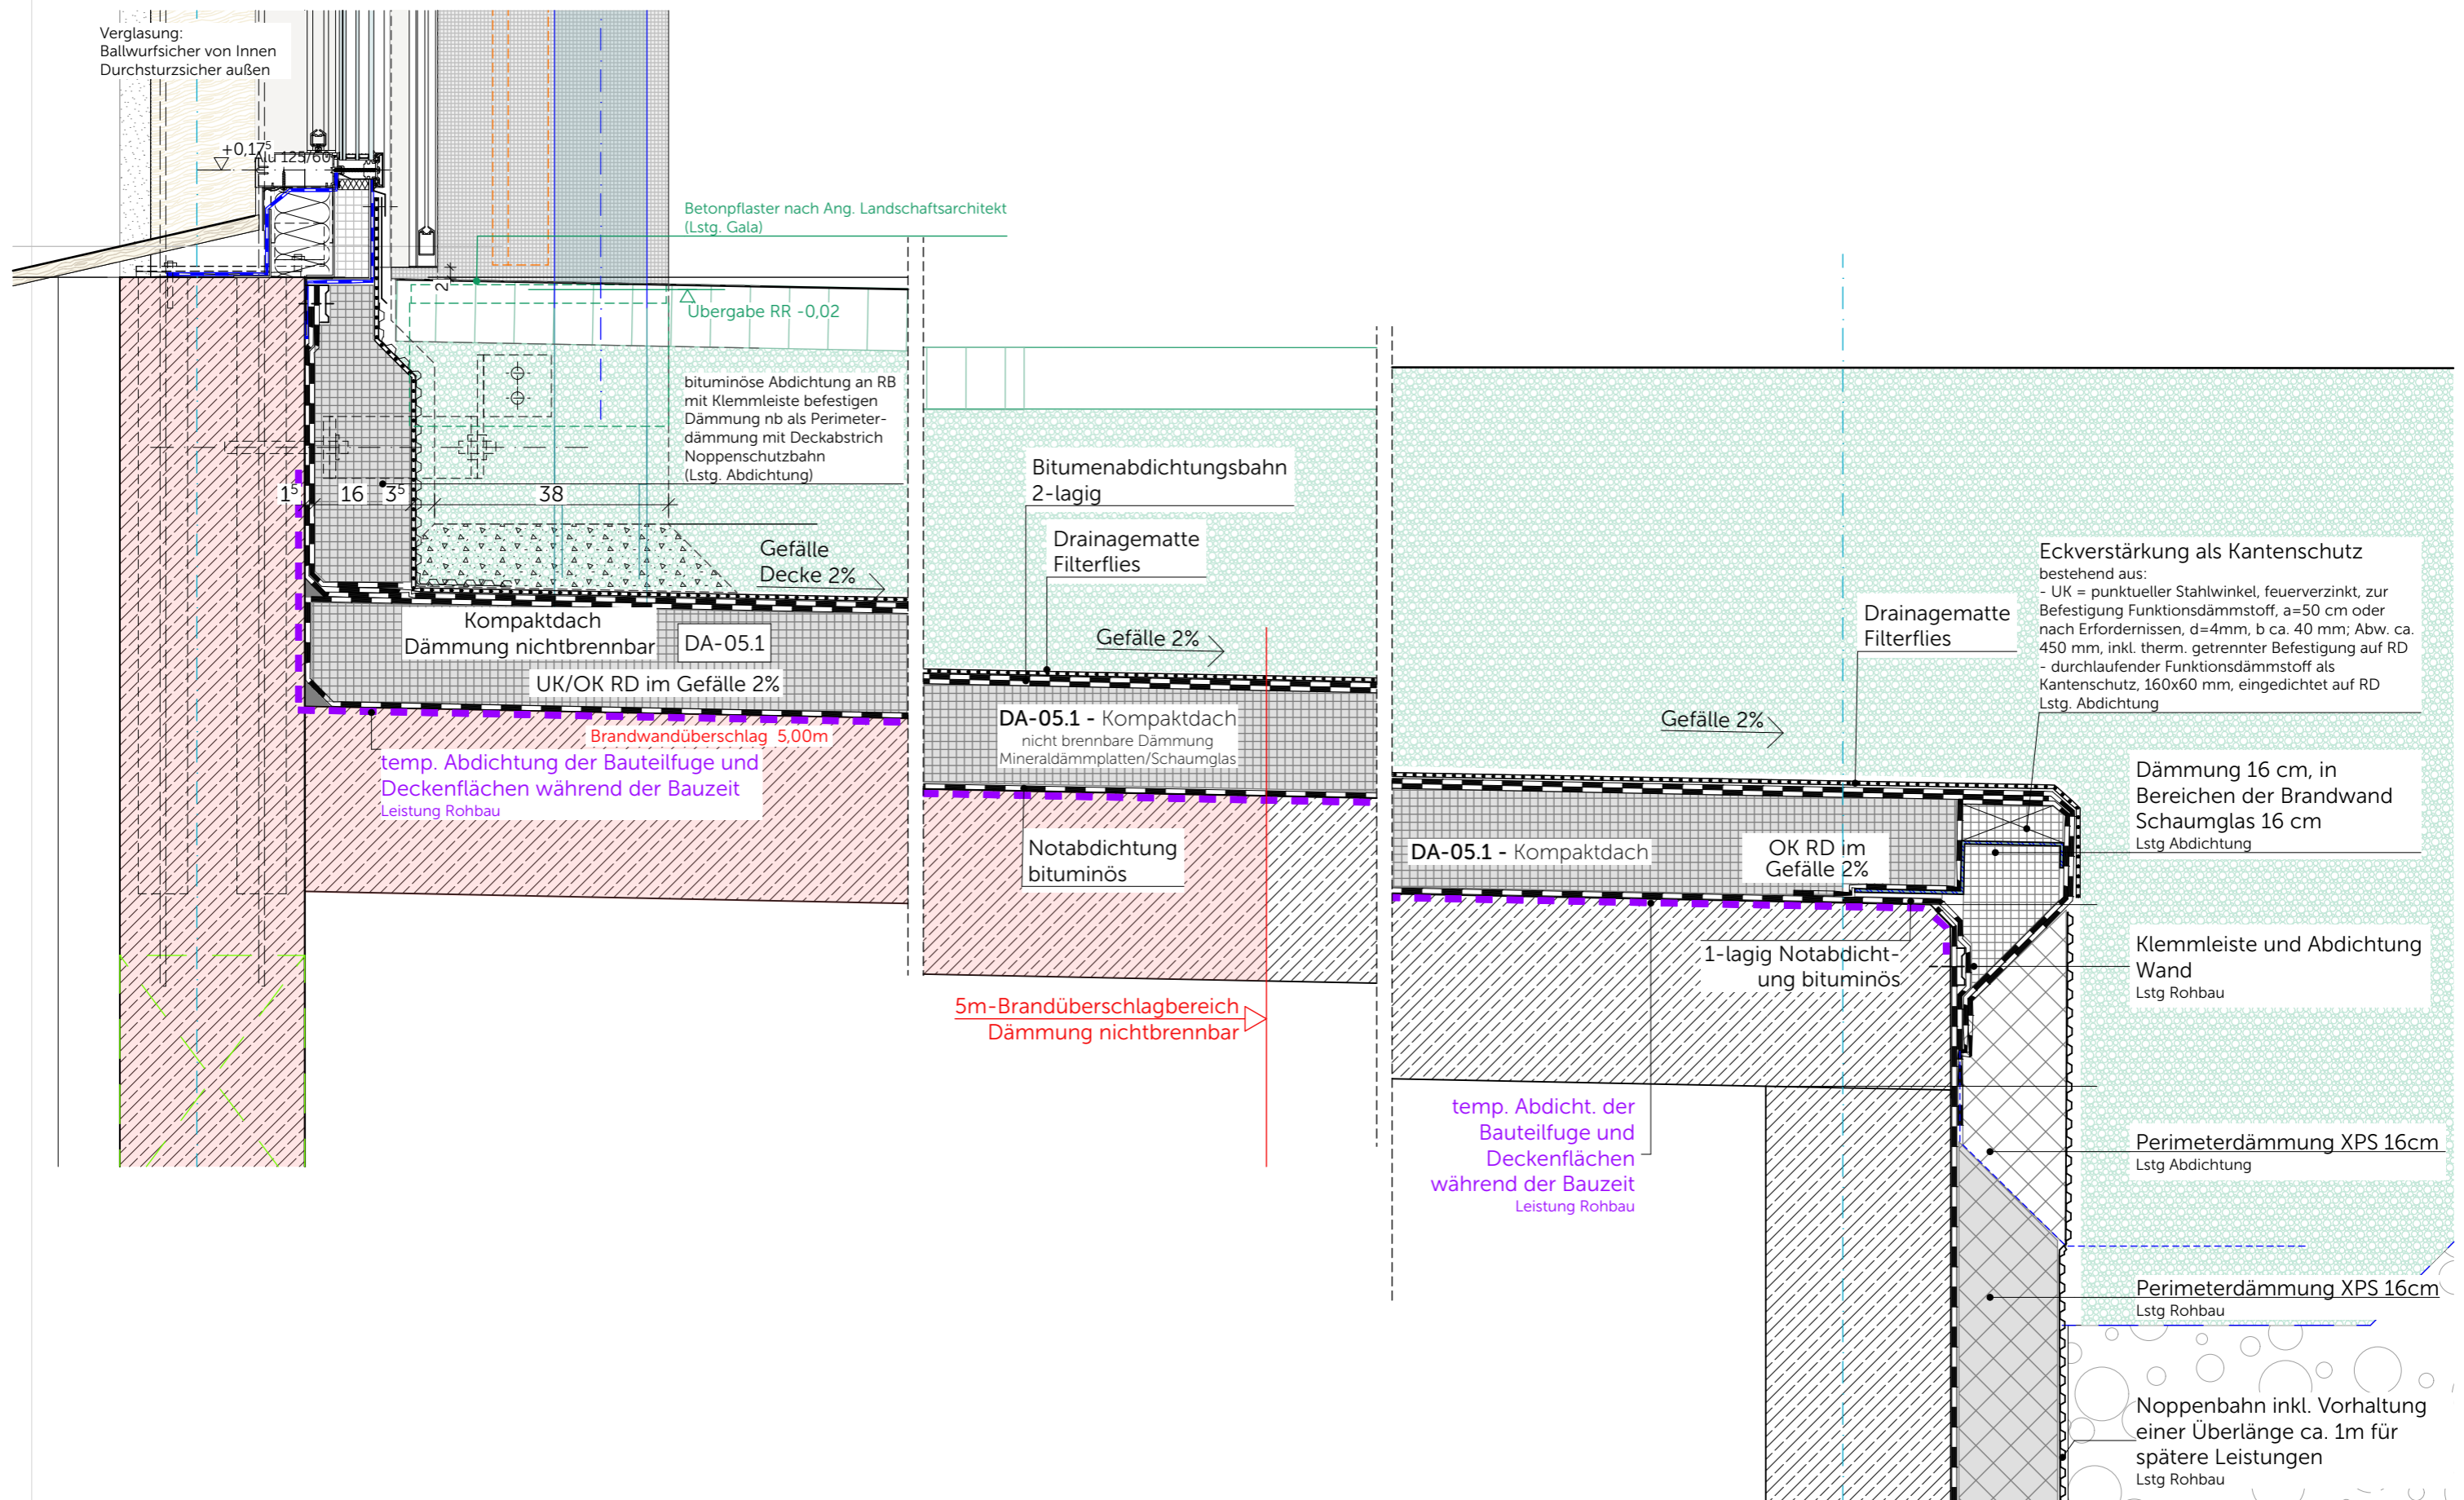 Verglasung:
Ballwurfsicher von Innen
Durchsturzsicher außen
+0,17⁵
Alu 125/60
Betonpflaster nach Ang. Landschaftsarchitekt
(Lstg. Gala)
2
Übergabe RR -0,02
bituminöse Abdichtung an RB
mit Klemmleiste befestigen
Dämmung nb als Perimeter-
dämmung mit Deckabstrich
Noppenschutzbahn
(Lstg. Abdichtung)
1⁵ 16 3⁵ 38
Gefälle
Decke 2%
Kompaktdach
Dämmung nichtbrennbar
DA-05.1
UK/OK RD im Gefälle 2%
Brandwandüberschlag 5,00m
temp. Abdichtung der Bauteilfuge und
Deckenflächen während der Bauzeit
Leistung Rohbau
Bitumenabdichtungsbahn
2-lagig
Drainagematte
Filterflies
Gefälle 2%
DA-05.1 - Kompaktdach
nicht brennbare Dämmung
Mineraldämmplatten/Schaumglas
Notabdichtung
bituminös
5m-Brandüberschlagbereich
Dämmung nichtbrennbar
Drainagematte
Filterflies
Gefälle 2%
DA-05.1 - Kompaktdach
OK RD im
Gefälle 2%
1-lagig Notabdicht-
ung bituminös
temp. Abdicht. der
Bauteilfuge und
Deckenflächen
während der Bauzeit
Leistung Rohbau
Eckverstärkung als Kantenschutz
bestehend aus:
- UK = punktueller Stahlwinkel, feuerverzinkt, zur
Befestigung Funktionsdämmstoff, a=50 cm oder
nach Erfordernissen, d=4mm, b ca. 40 mm; Abw. ca.
450 mm, inkl. therm. getrennter Befestigung auf RD
- durchlaufender Funktionsdämmstoff als
Kantenschutz, 160x60 mm, eingedichtet auf RD
Lstg. Abdichtung
Dämmung 16 cm, in
Bereichen der Brandwand
Schaumglas 16 cm
Lstg Abdichtung
Klemmleiste und Abdichtung
Wand
Lstg Rohbau
Perimeterdämmung XPS 16cm
Lstg Abdichtung
Perimeterdämmung XPS 16cm
Lstg Rohbau
Noppenbahn inkl. Vorhaltung
einer Überlänge ca. 1m für
spätere Leistungen
Lstg Rohbau